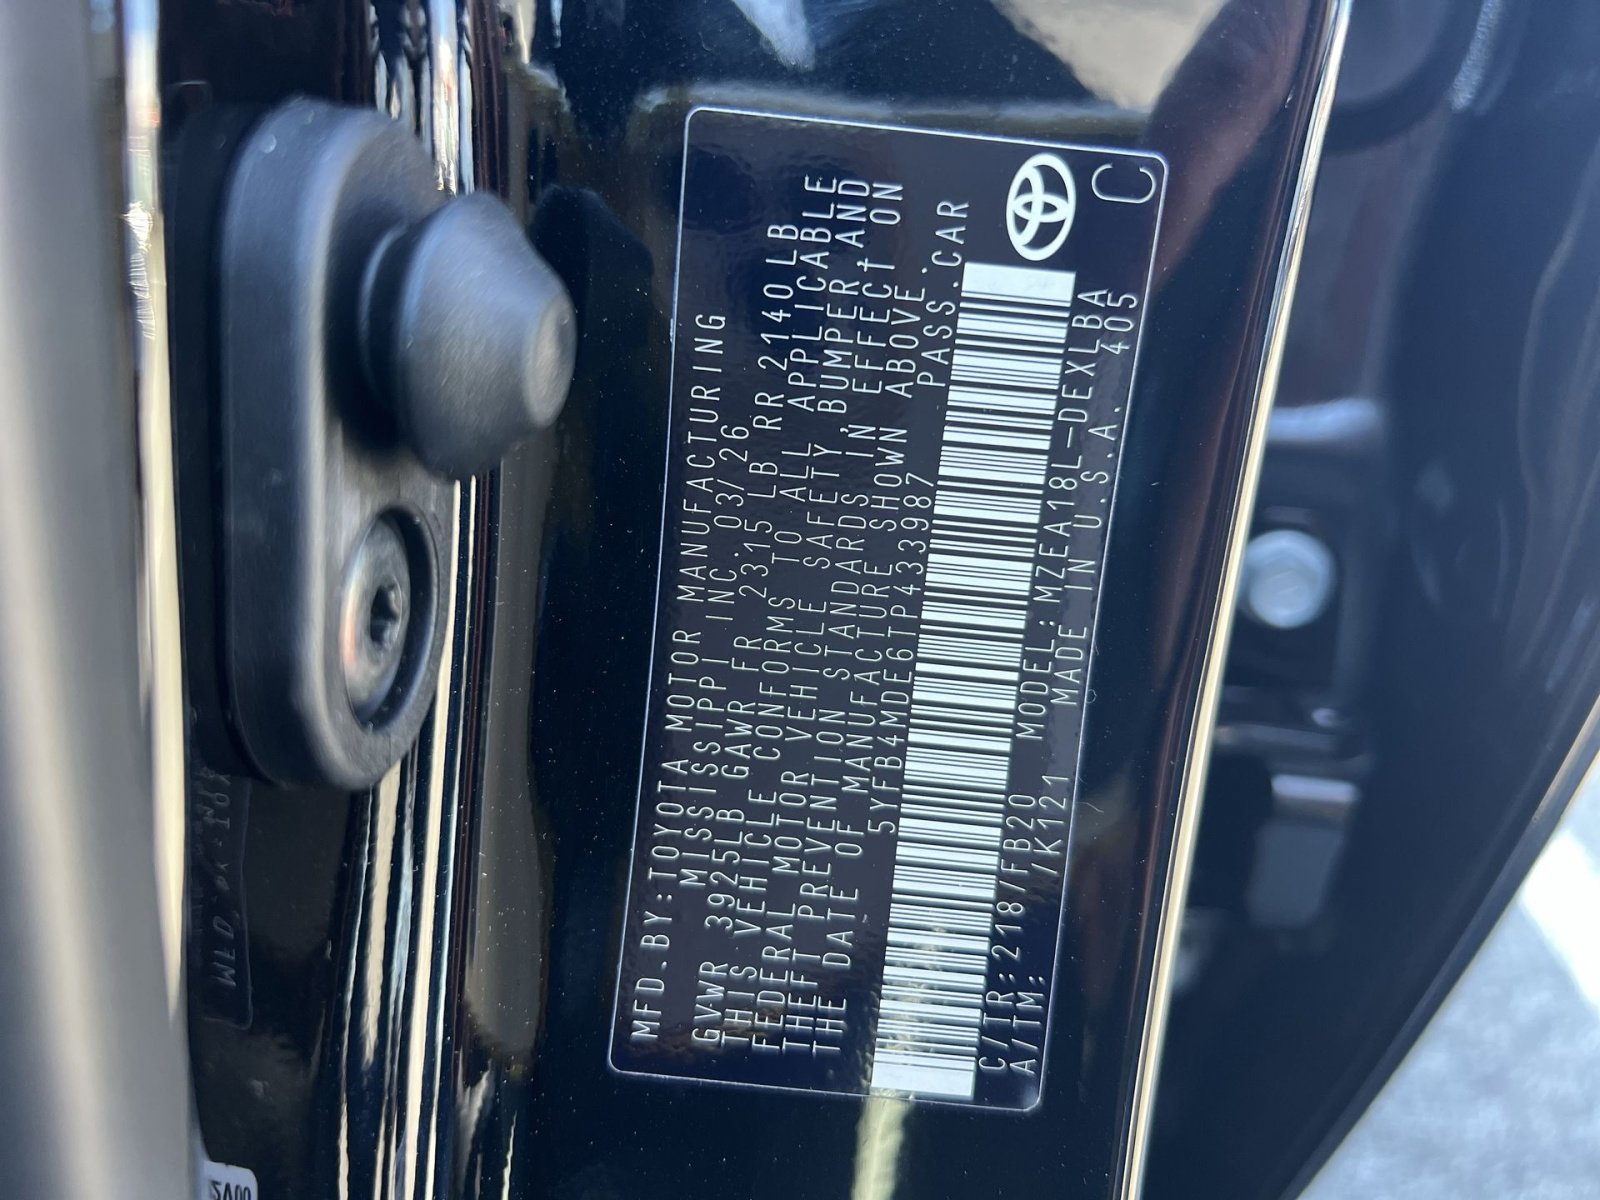 MFD.BY:TOYOTA MOTOR MANUFACTURING
MISSISSIPPI INC. 03/26
GVWR 3925LB GAWR FR 2315 LB RR 2140LB
THIS VEHICLE CONFORMS TO ALL APPLICABLE
FEDERAL MOTOR VEHICLE SAFETY,BUMPER,AND
THEFT PREVENTION STANDARDS IN EFFECT ON
THE DATE OF MANUFACTURE SHOWN ABOVE.
5YFB4MDE6TP433987 PASS.CAR
C/TR:218/FB20 MODEL:MZEA18L-DEXLBA
A/TM: /K121 MADE IN U.S.A. 405
C